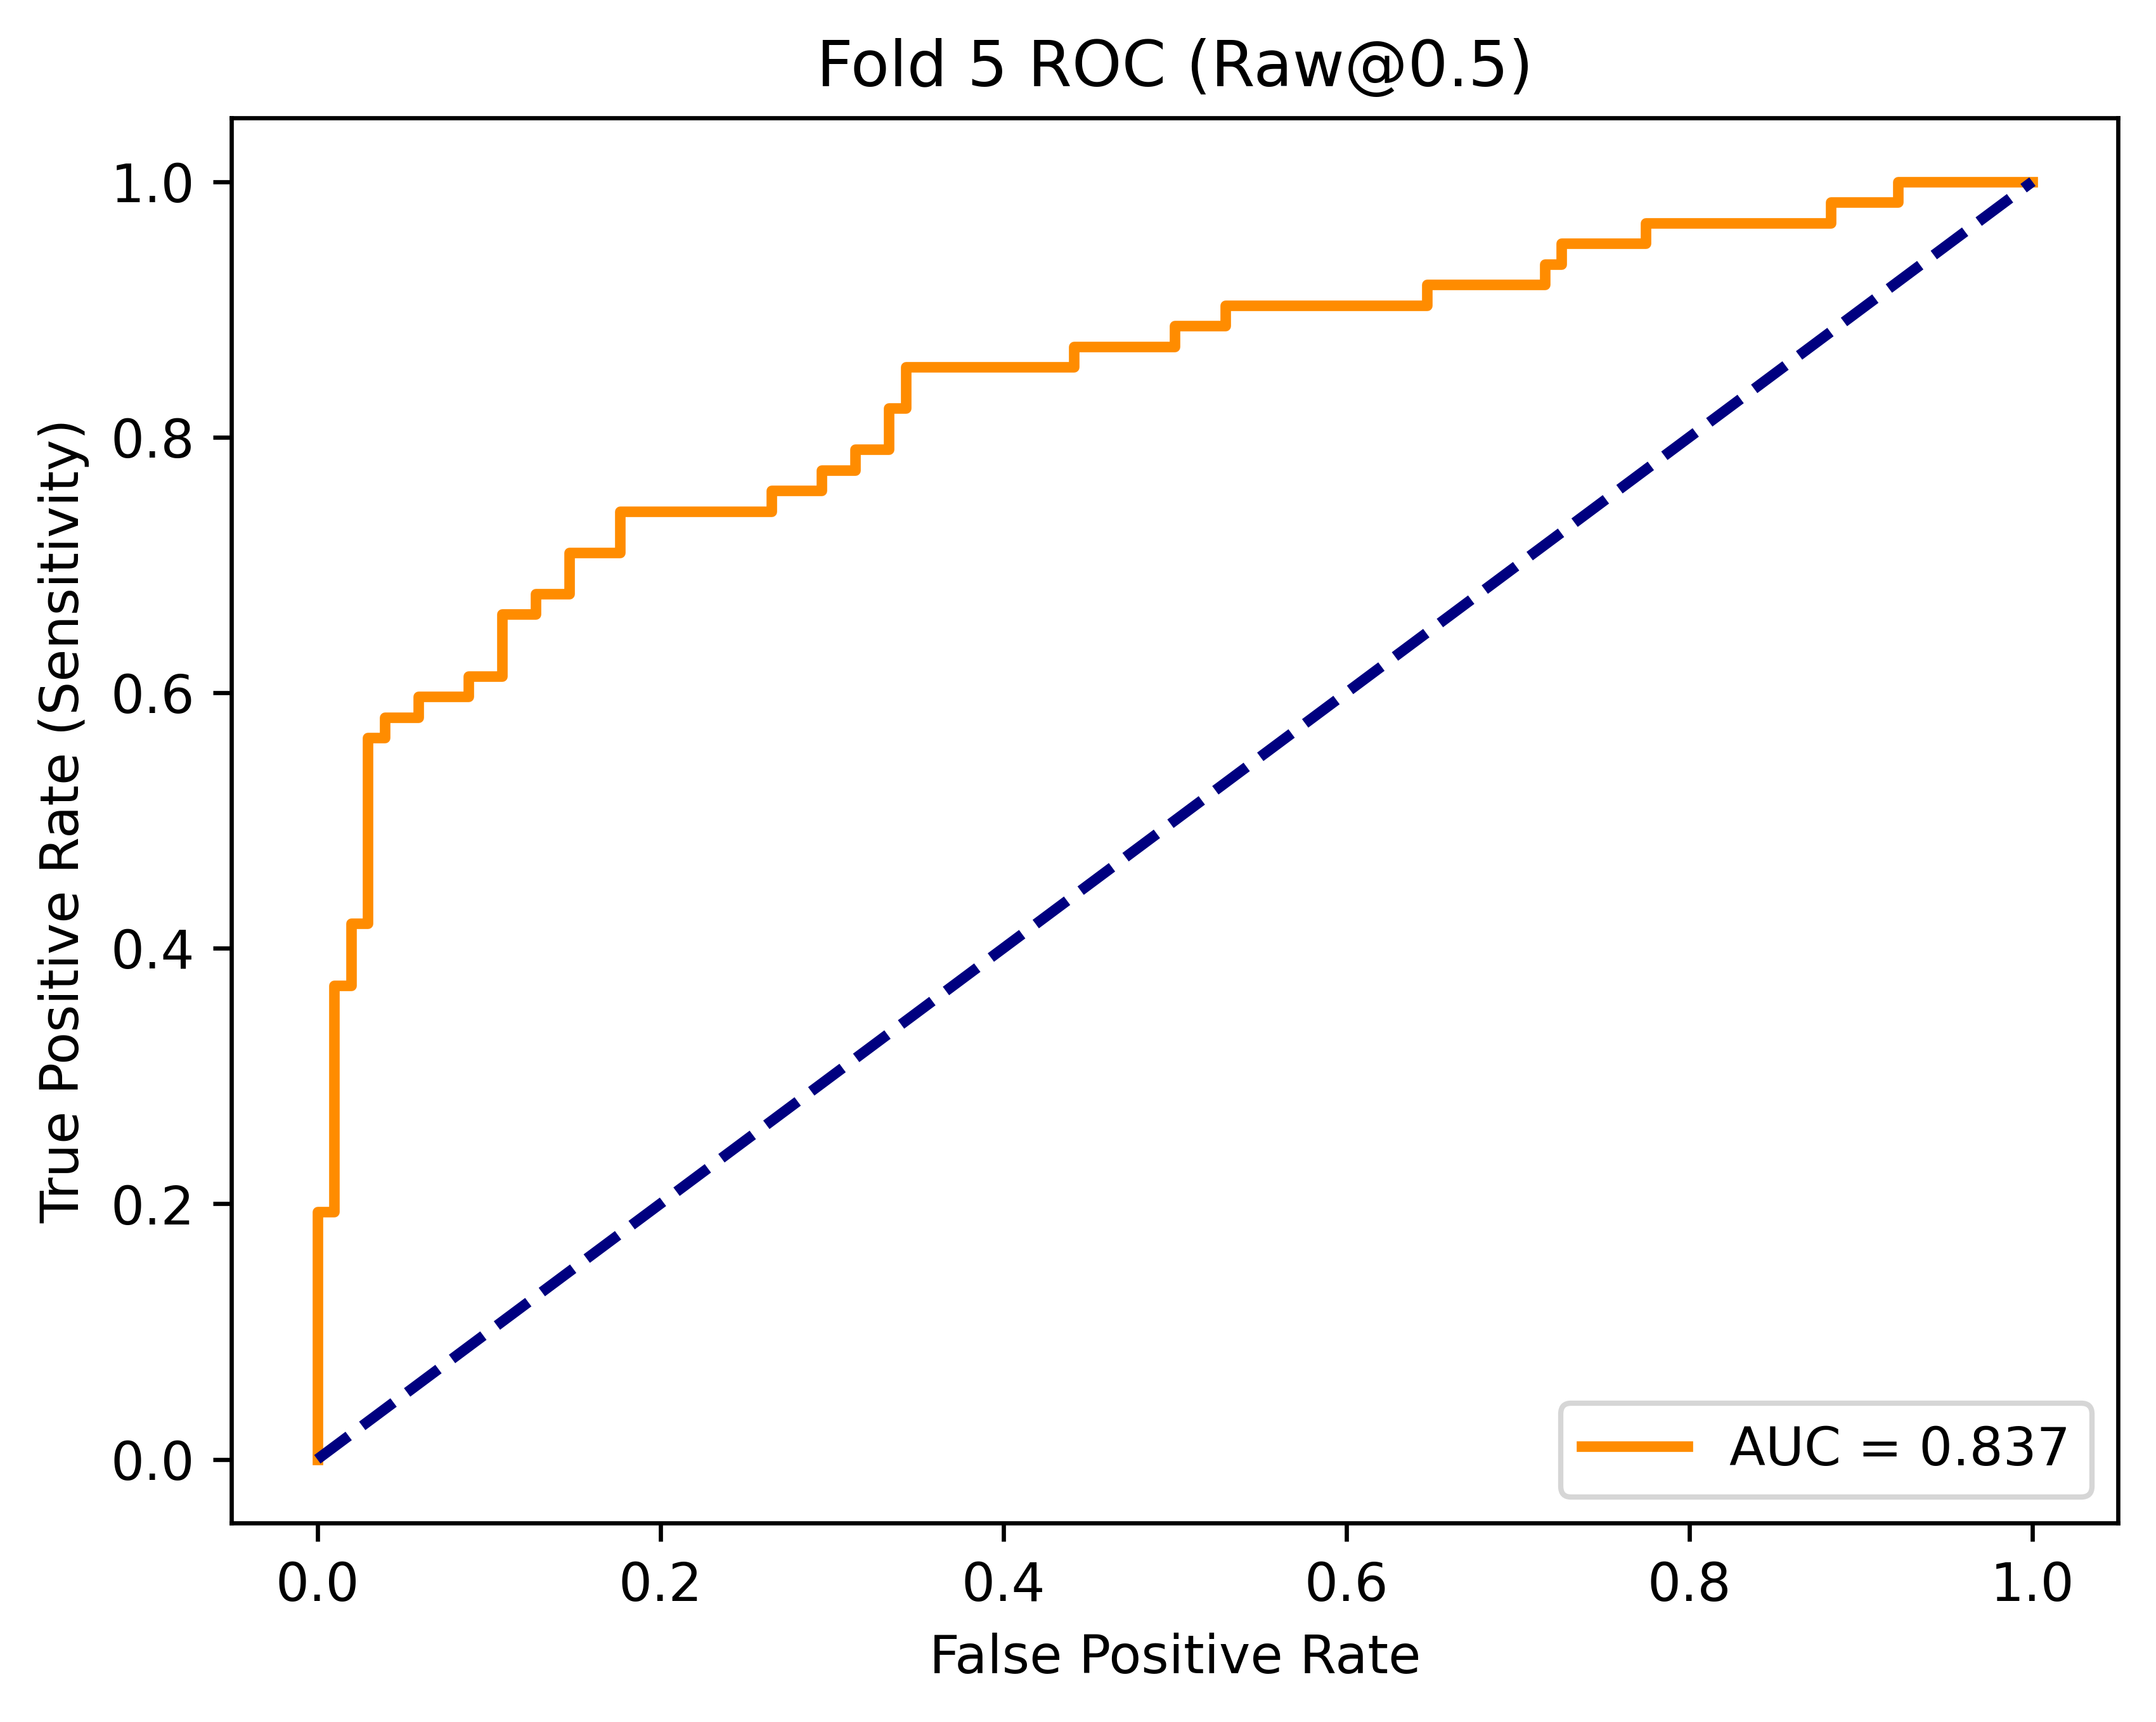 Fold 5 ROC (Raw@0.5)
True Positive Rate (Sensitivity)
1.0
0.8
0.6
0.4
0.2
0.0
AUC = 0.837
0.0 0.2 0.4 0.6 0.8 1.0
False Positive Rate